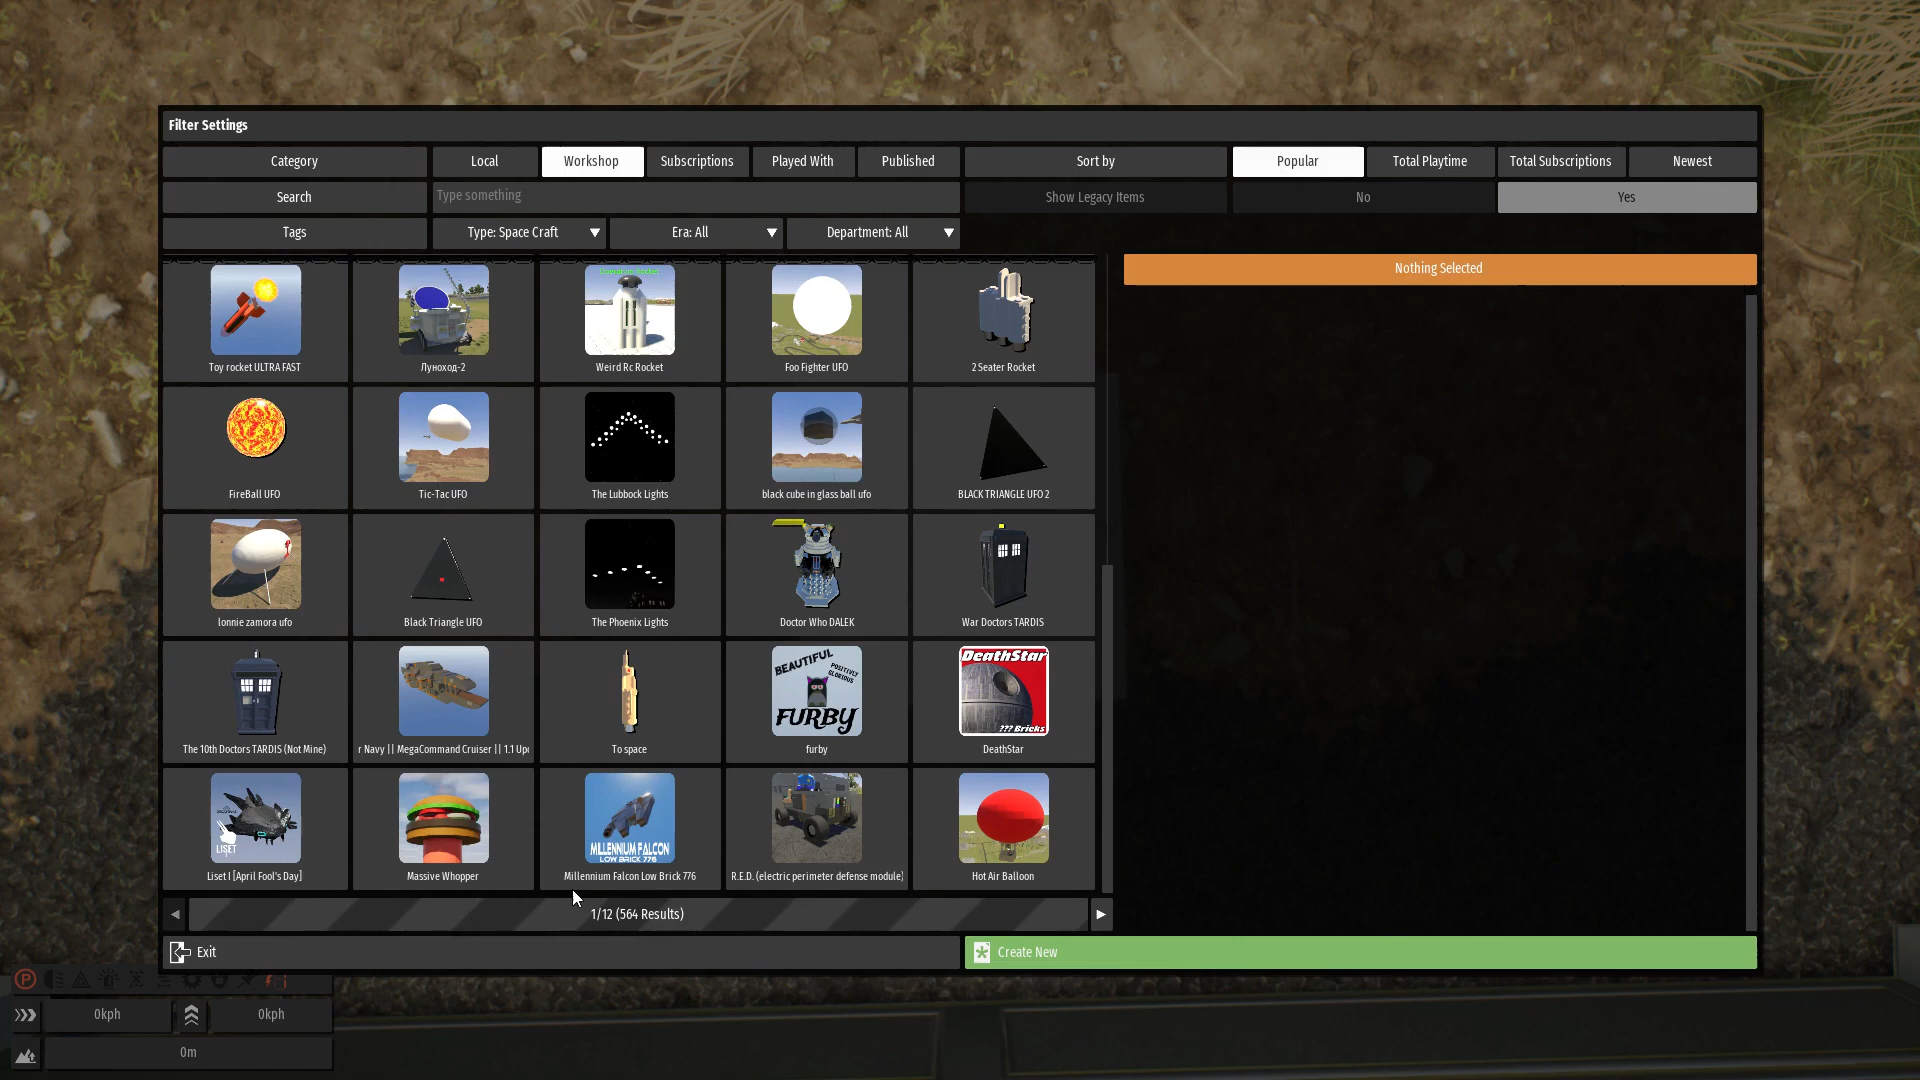 Filter Settings
Category
Local
Workshop
Subscriptions
Played With
Published
Sort by
Popular
Total Playtime
Total Subscriptions
Newest
Search
Type something
Show Legacy Items
No
Yes
Tags
Type: Space Craft
Era: All
Department: All
Nothing Selected
Operation Rocket
Toy rocket ULTRA FAST
Луноход-2
Weird Rc Rocket
Foo Fighter UFO
2 Seater Rocket
FireBall UFO
Tic-Tac UFO
The Lubbock Lights
black cube in glass ball ufo
BLACK TRIANGLE UFO 2
lonnie zamora ufo
Black Triangle UFO
The Phoenix Lights
Doctor Who DALEK
War Doctors TARDIS
BEAUTIFUL
POSITIVELY
GLORIOUS
FURBY
DeathStar
??? Bricks
The 10th Doctors TARDIS (Not Mine)
r Navy || MegaCommand Cruiser || 1.1 Up
To space
furby
DeathStar
LISET
MILLENNIUM FALCON
LOW BRICK 776
Liset I [April Fool's Day]
Massive Whopper
Millennium Falcon Low Brick 776
R.E.D. (electric perimeter defense module)
Hot Air Balloon
1/12 (564 Results)
Exit
Create New
P
0kph
0kph
0m